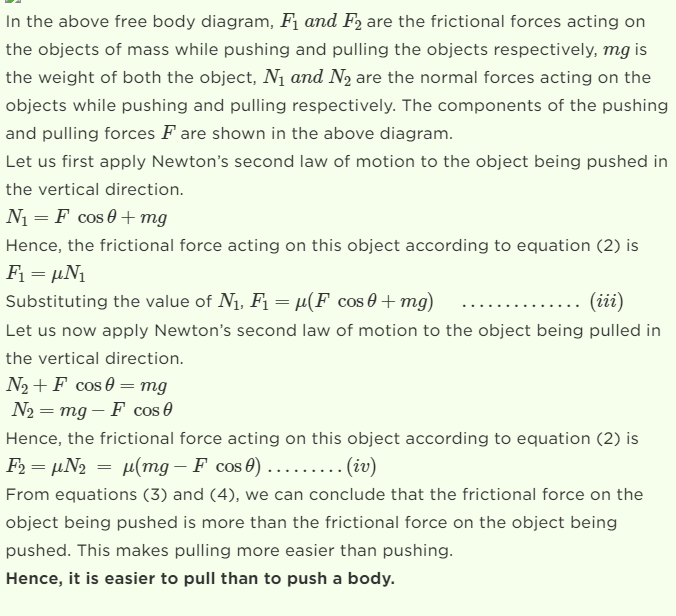 In the above free body diagram, F₁ and F₂ are the frictional forces acting on
the objects of mass while pushing and pulling the objects respectively, mg is
the weight of both the object, N₁ and N₂ are the normal forces acting on the
objects while pushing and pulling respectively. The components of the pushing
and pulling forces F are shown in the above diagram.
Let us first apply Newton's second law of motion to the object being pushed in
the vertical direction.
N₁ = F cos θ + mg
Hence, the frictional force acting on this object according to equation (2) is
F₁ = μN₁
Substituting the value of N₁, F₁ = μ(F cos θ + mg) .............. (iii)
Let us now apply Newton's second law of motion to the object being pulled in
the vertical direction.
N₂ + F cos θ = mg
N₂ = mg − F cos θ
Hence, the frictional force acting on this object according to equation (2) is
F₂ = μN₂ = μ(mg − F cos θ) ......... (iv)
From equations (3) and (4), we can conclude that the frictional force on the
object being pushed is more than the frictional force on the object being
pushed. This makes pulling more easier than pushing.
Hence, it is easier to pull than to push a body.